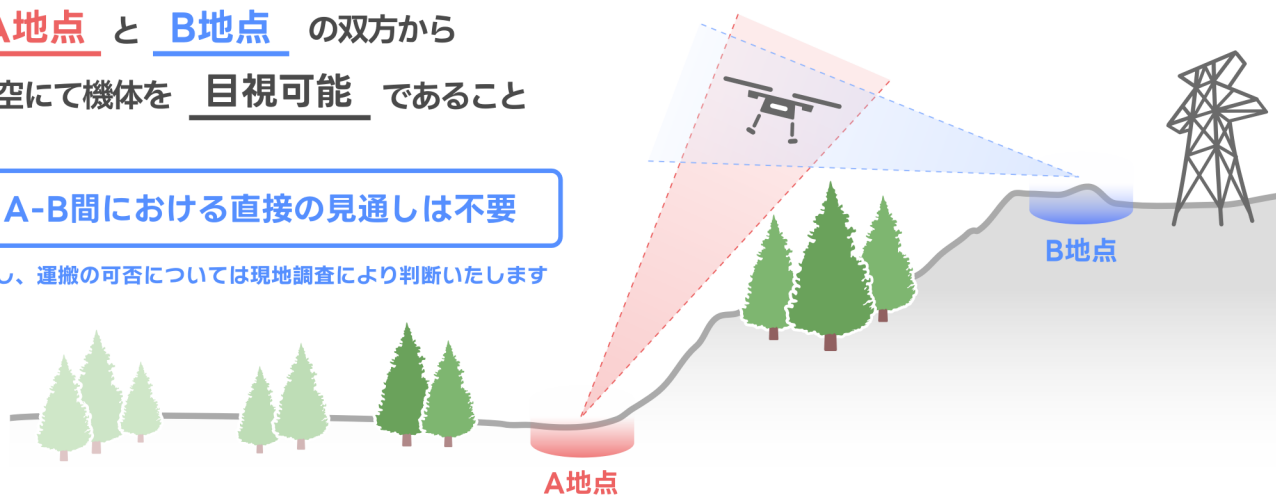 A地点 と B地点 の双方から
空にて機体を 目視可能 であること
A-B間における直接の見通しは不要
し、運搬の可否については現地調査により判断いたします
B地点
A地点